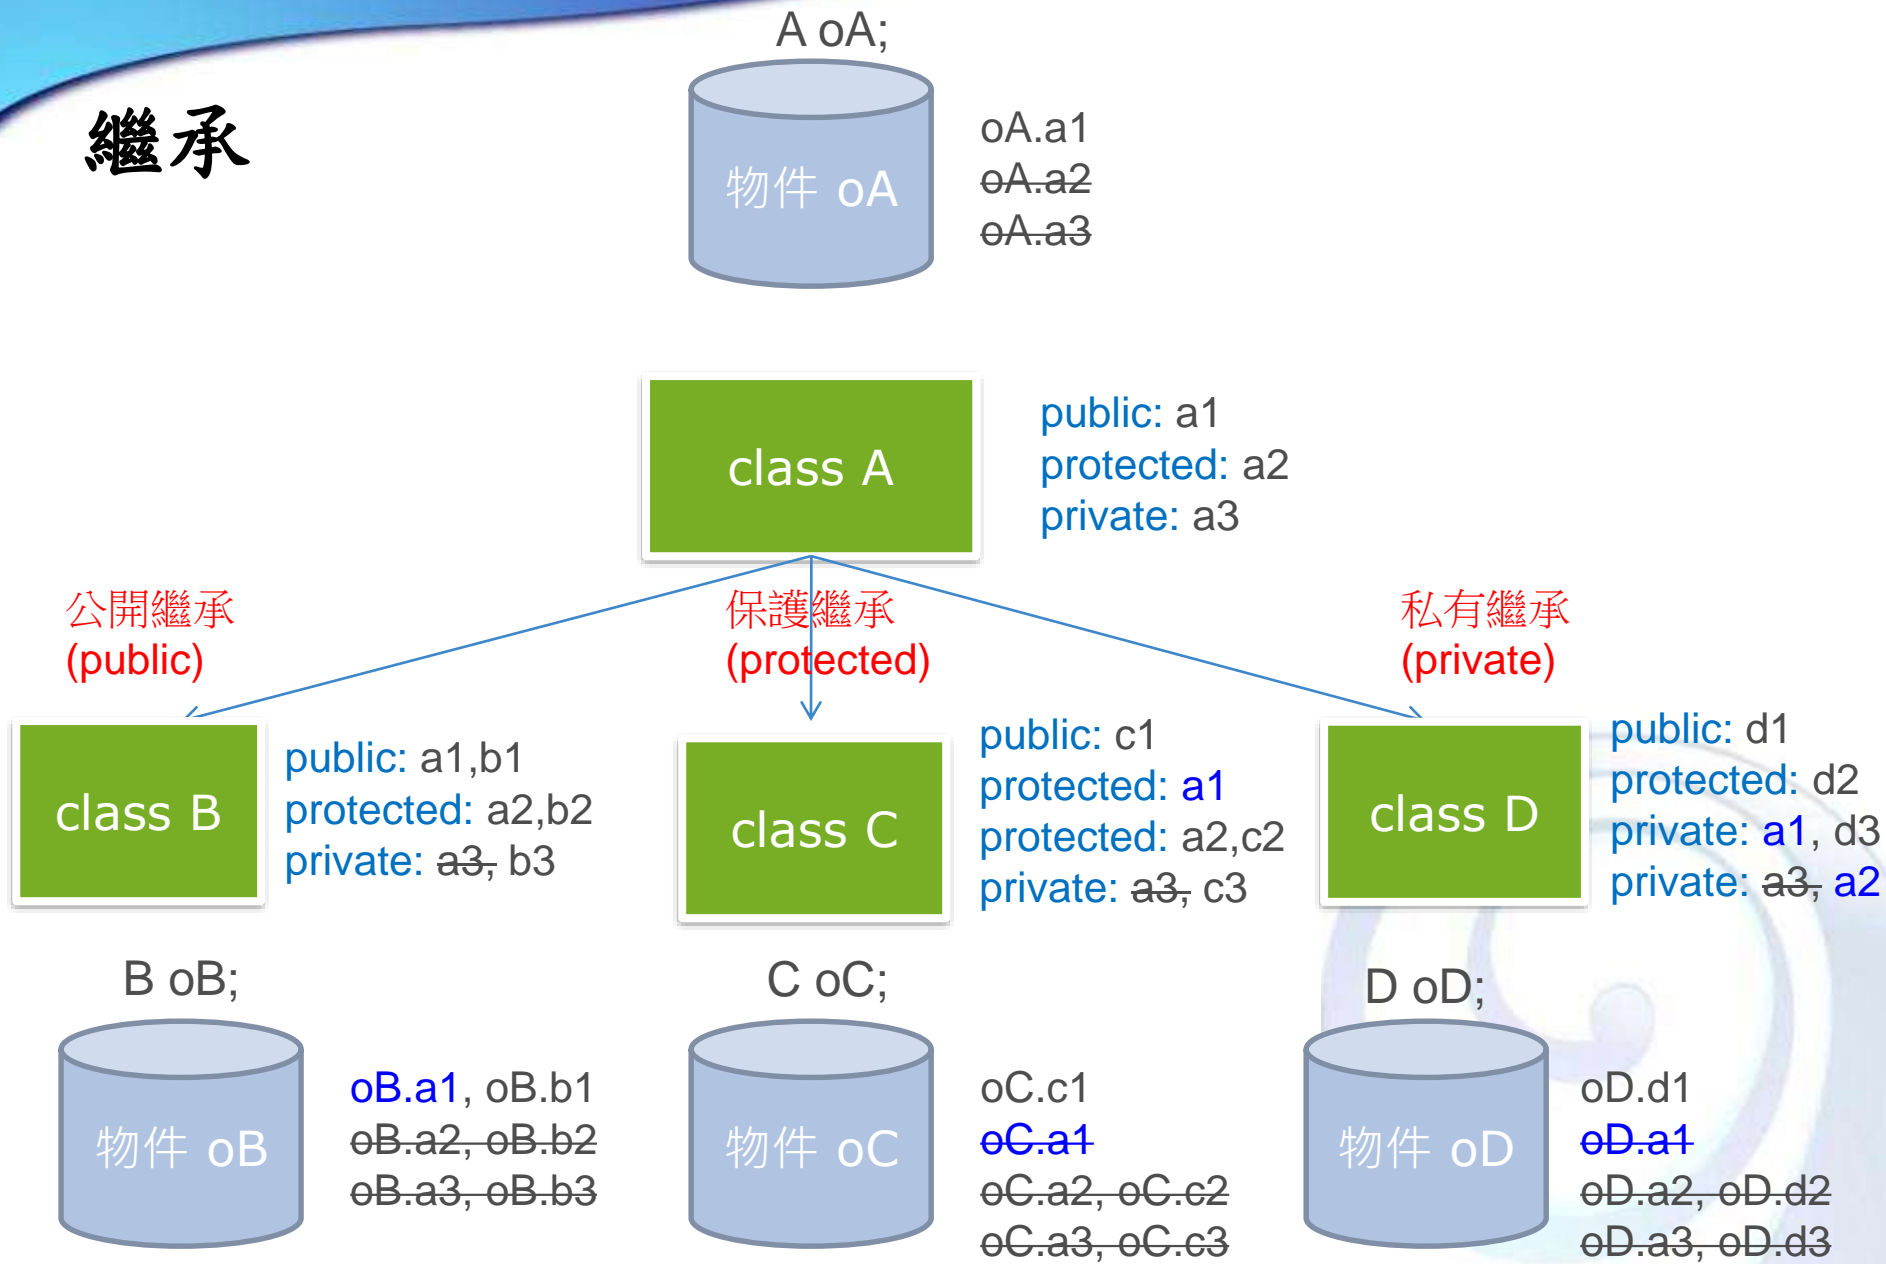 繼承
A oA;
物件 oA
oA.a1
oA.a2
oA.a3
class A
public: a1
protected: a2
private: a3
公開繼承
(public)
保護繼承
(protected)
私有繼承
(private)
class B
public: a1,b1
protected: a2,b2
private: a3, b3
class C
public: c1
protected: a1
protected: a2,c2
private: a3, c3
class D
public: d1
protected: d2
private: a1, d3
private: a3, a2
B oB;
物件 oB
oB.a1, oB.b1
oB.a2, oB.b2
oB.a3, oB.b3
C oC;
物件 oC
oC.c1
oC.a1
oC.a2, oC.c2
oC.a3, oC.c3
D oD;
物件 oD
oD.d1
oD.a1
oD.a2, oD.d2
oD.a3, oD.d3